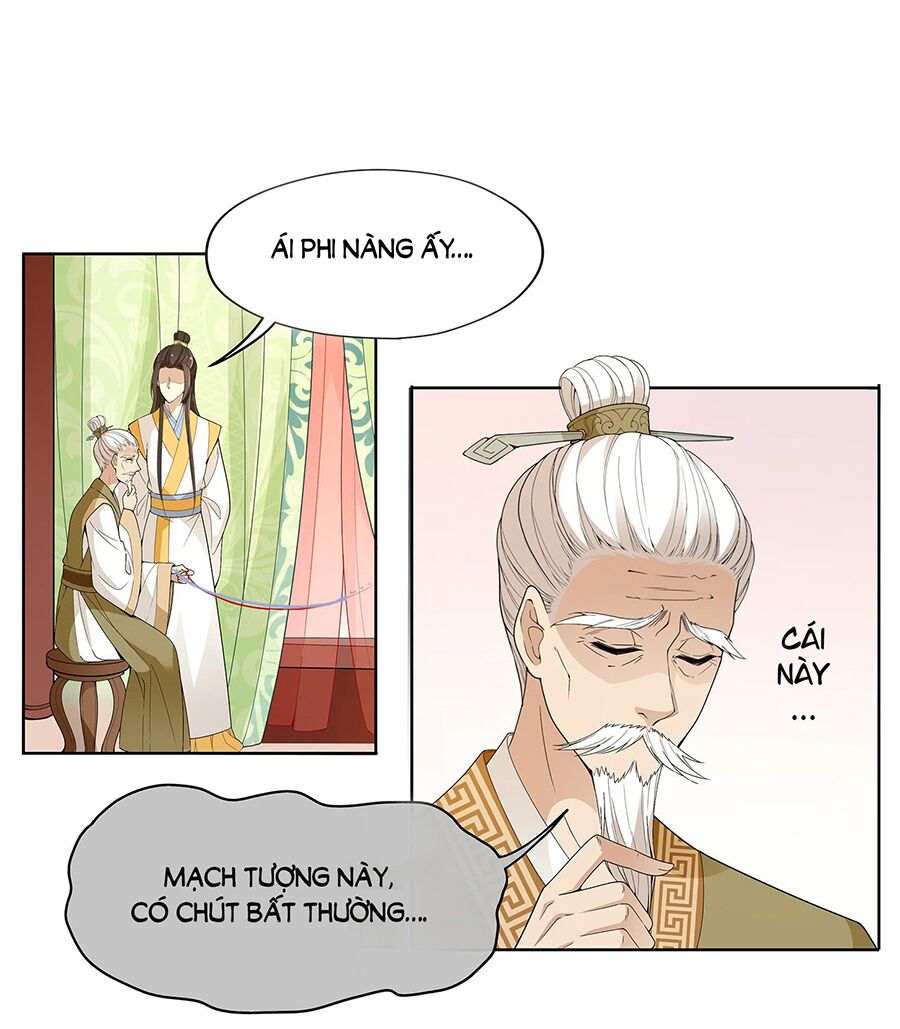 ÁI PHI NÀNG ẤY....
CÁI
NÀY
...
MẠCH TƯỢNG NÀY,
CÓ CHÚT BẤT THƯỜNG....